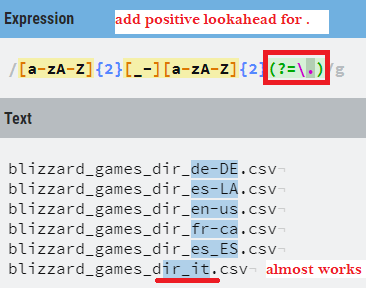 Expression
add positive lookahead for .
/[a-zA-Z]{2}[_-][a-zA-Z]{2}(?=\.)/g
Text
blizzard_games_dir_de-DE.csv¬
blizzard_games_dir_es-LA.csv¬
blizzard_games_dir_en-us.csv¬
blizzard_games_dir_fr-ca.csv¬
blizzard_games_dir_es_ES.csv¬
blizzard_games_dir_it.csv¬ almost works